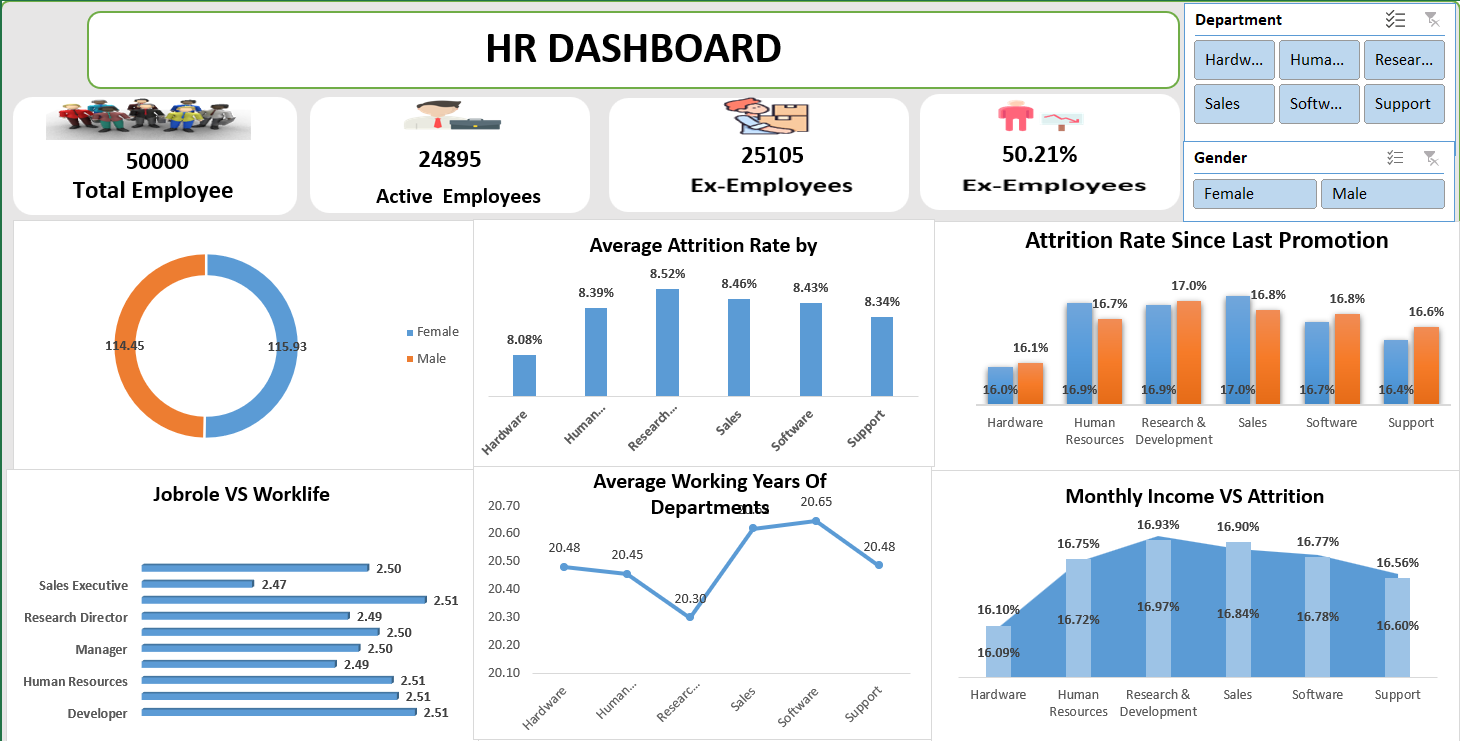 HR DASHBOARD
Department
Hardw...
Huma...
Resear...
Sales
Softw...
Support
Gender
Female
Male
50000
Total Employee
24895
Active Employees
25105
Ex-Employees
50.21%
Ex-Employees
114.45
115.93
Female
Male
Average Attrition Rate by
8.08%
8.39%
8.52%
8.46%
8.43%
8.34%
Hardware
Human...
Research...
Sales
Software
Support
Attrition Rate Since Last Promotion
16.1%
16.7%
17.0%
16.8%
16.8%
16.6%
16.0%
16.9%
16.9%
17.0%
16.7%
16.4%
Hardware
Human
Resources
Research &
Development
Sales
Software
Support
Jobrole VS Worklife
2.50
Sales Executive
2.47
2.51
Research Director
2.49
2.50
Manager
2.50
2.49
Human Resources
2.51
2.51
Developer
2.51
Average Working Years Of
Departments
20.70
20.60
20.50
20.40
20.30
20.20
20.10
20.48
20.45
20.30
20.65
20.48
Hardware
Human...
Researc...
Sales
Software
Support
Monthly Income VS Attrition
16.10%
16.75%
16.93%
16.90%
16.77%
16.56%
16.09%
16.72%
16.97%
16.84%
16.78%
16.60%
Hardware
Human
Resources
Research &
Development
Sales
Software
Support